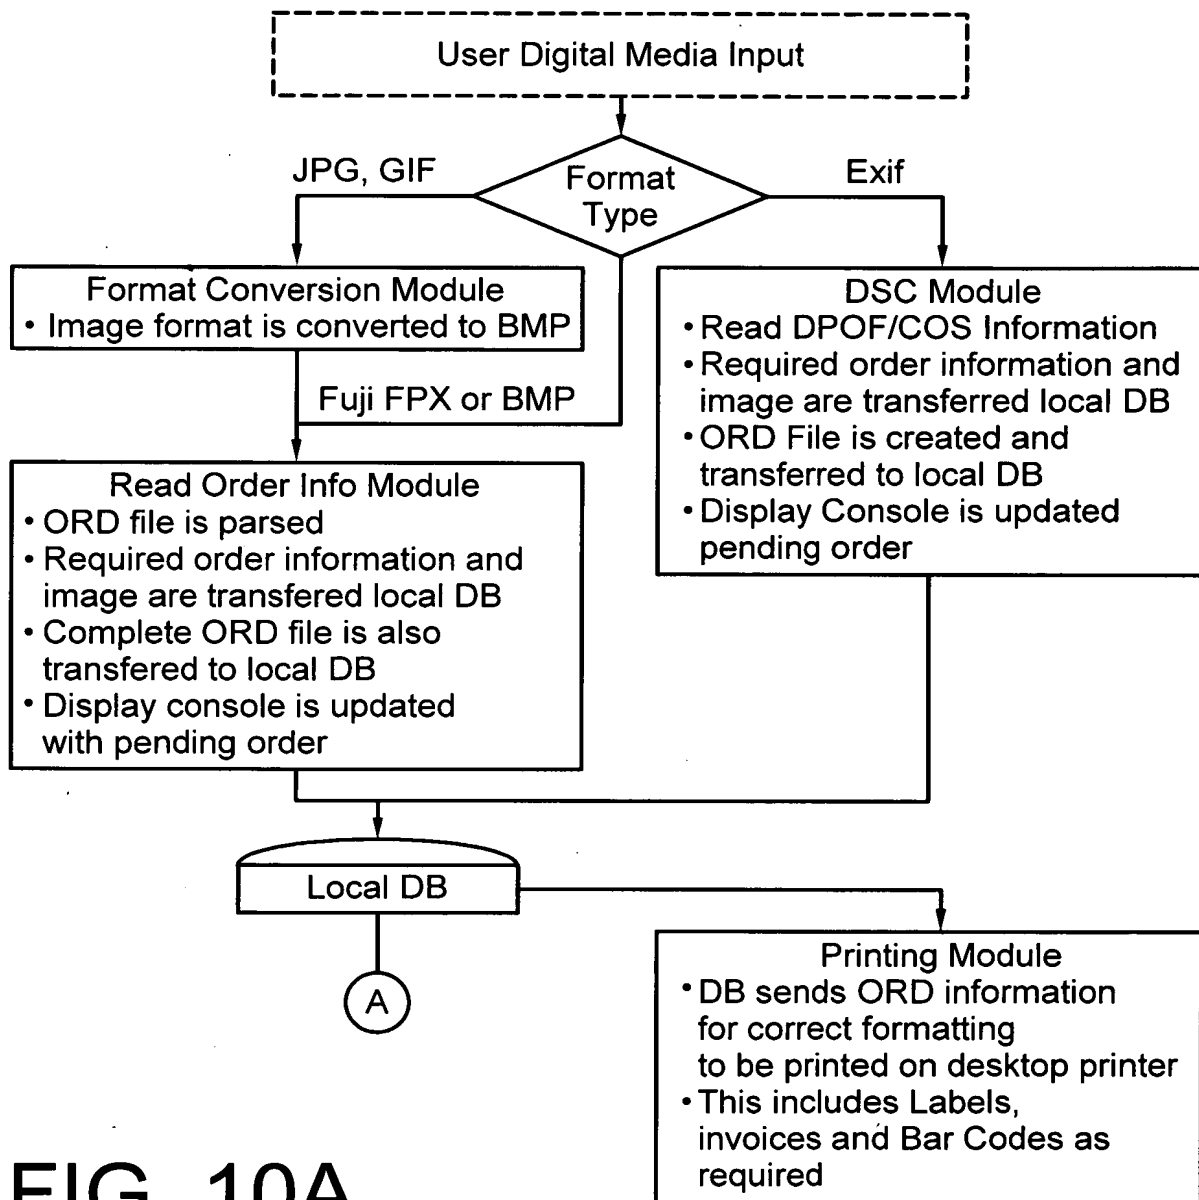 User Digital Media Input
Format
Type
JPG, GIF
Exif
Format Conversion Module
• Image format is converted to BMP
Fuji FPX or BMP
DSC Module
• Read DPOF/COS Information
• Required order information and
image are transferred local DB
• ORD File is created and
transferred to local DB
• Display Console is updated
pending order
Read Order Info Module
• ORD file is parsed
• Required order information and
image are transfered local DB
• Complete ORD file is also
transfered to local DB
• Display console is updated
with pending order
Local DB
A
Printing Module
• DB sends ORD information
for correct formatting
to be printed on desktop printer
• This includes Labels,
invoices and Bar Codes as
required
FIG. 10A